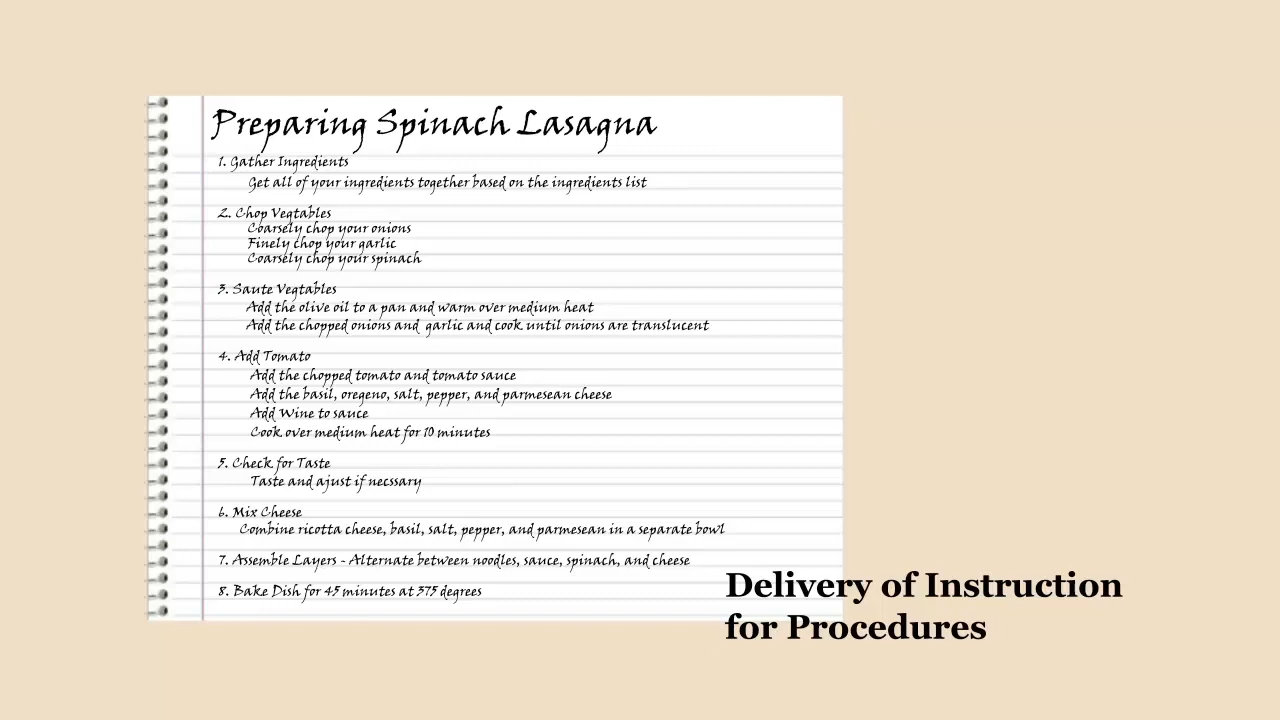 Preparing Spinach Lasagna
1. Gather Ingredients
Get all of your ingredients together based on the ingredients list
2. Chop Vegtables
Coarsely chop your onions
Finely chop your garlic
Coarsely chop your spinach
3. Saute Vegtables
Add the olive oil to a pan and warm over medium heat
Add the chopped onions and garlic and cook until onions are translucent
4. Add Tomato
Add the chopped tomato and tomato sauce
Add the basil, oregeno, salt, pepper, and parmesean cheese
Add Wine to sauce
Cook over medium heat for 10 minutes
5. Check for Taste
Taste and ajust if necssary
6. Mix Cheese
Combine ricotta cheese, basil, salt, pepper, and parmesean in a separate bowl
7. Assemble Layers - Alternate between noodles, sauce, spinach, and cheese
8. Bake Dish for 45 minutes at 375 degrees
Delivery of Instruction
for Procedures